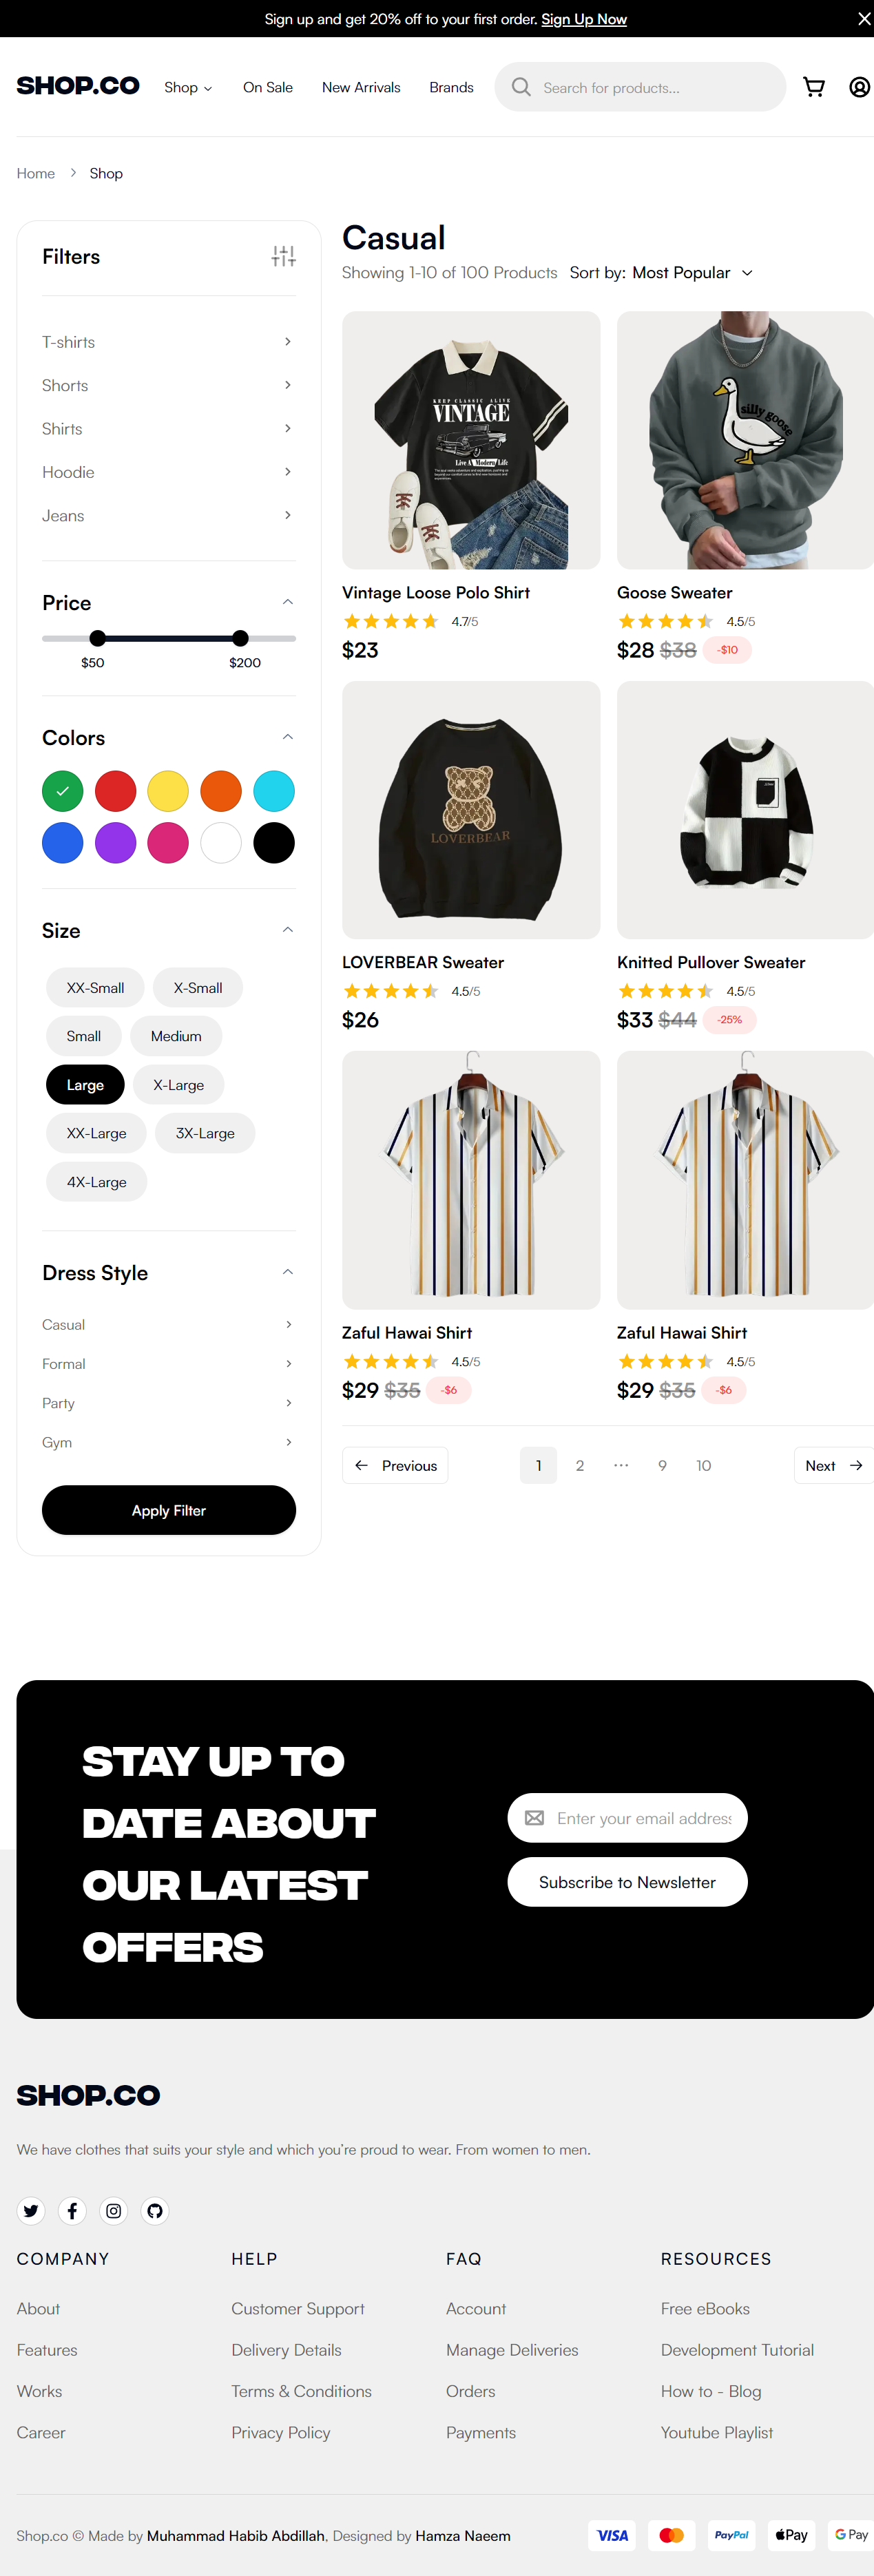 Sign up and get 20% off to your first order. Sign Up Now
SHOP.CO
Shop
On Sale
New Arrivals
Brands
Search for products...
Home
Shop
Filters
T-shirts
Shorts
Shirts
Hoodie
Jeans
Price
$50
$200
Colors
Size
XX-Small
X-Small
Small
Medium
Large
X-Large
XX-Large
3X-Large
4X-Large
Dress Style
Casual
Formal
Party
Gym
Apply Filter
Casual
Showing 1-10 of 100 Products
Sort by: Most Popular
KEEP CLASSIC ALIVE
VINTAGE
Live A Modern Life
Vintage Loose Polo Shirt
4.7/5
$23
silly goose
Goose Sweater
4.5/5
$28 $38 -$10
LOVERBEAR
LOVERBEAR Sweater
4.5/5
$26
Knitted Pullover Sweater
4.5/5
$33 $44 -25%
Zaful Hawai Shirt
4.5/5
$29 $35 -$6
Zaful Hawai Shirt
4.5/5
$29 $35 -$6
Previous
1
2
...
9
10
Next
STAY UP TO
DATE ABOUT
OUR LATEST
OFFERS
Enter your email address
Subscribe to Newsletter
SHOP.CO
We have clothes that suits your style and which you’re proud to wear. From women to men.
COMPANY
About
Features
Works
Career
HELP
Customer Support
Delivery Details
Terms & Conditions
Privacy Policy
FAQ
Account
Manage Deliveries
Orders
Payments
RESOURCES
Free eBooks
Development Tutorial
How to - Blog
Youtube Playlist
Shop.co © Made by Muhammad Habib Abdillah, Designed by Hamza Naeem
VISA
PayPal
Pay
G Pay